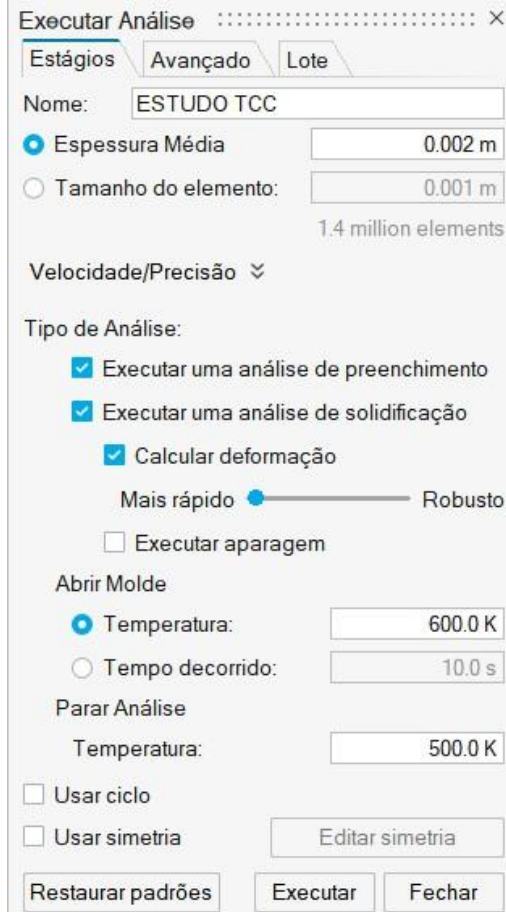 Executar Análise
Estágios Avançado Lote
Nome: ESTUDO TCC
Espessura Média 0.002 m
Tamanho do elemento: 0.001 m
1.4 million elements
Velocidade/Precisão
Tipo de Análise:
Executar uma análise de preenchimento
Executar uma análise de solidificação
Calcular deformação
Mais rápido Robusto
Executar aparagem
Abrir Molde
Temperatura: 600.0 K
Tempo decorrido: 10.0 s
Parar Análise
Temperatura: 500.0 K
Usar ciclo
Usar simetria Editar simetria
Restaurar padrões Executar Fechar